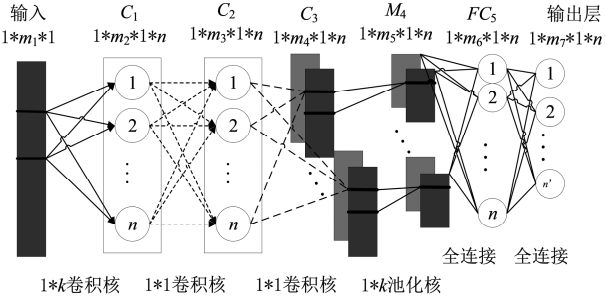 输入 C1 C2 C3 M4 FC5 输出层
1*m1*1 1*m2*1*n 1*m3*1*n 1*m4*1*n 1*m5*1*n 1*m6*1*n 1*m7*1*n
1 1 1 1
2 2 2 2
n n n n'
全连接 全连接
1*k卷积核 1*1卷积核 1*1卷积核 1*k池化核